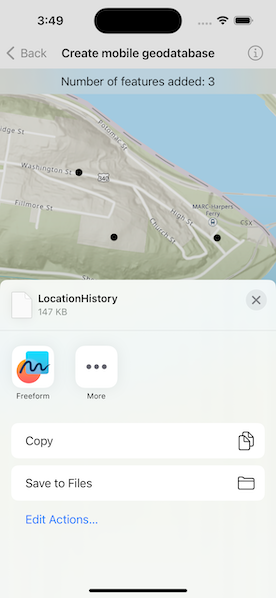 3:49
Back
Create mobile geodatabase
Number of features added: 3
Potomac St
dge St
Washington St
340
Fillmore St
High St
Church St
MARC-Harpers
Ferry
CSX
LocationHistory
147 KB
Freeform
More
Copy
Save to Files
Edit Actions...